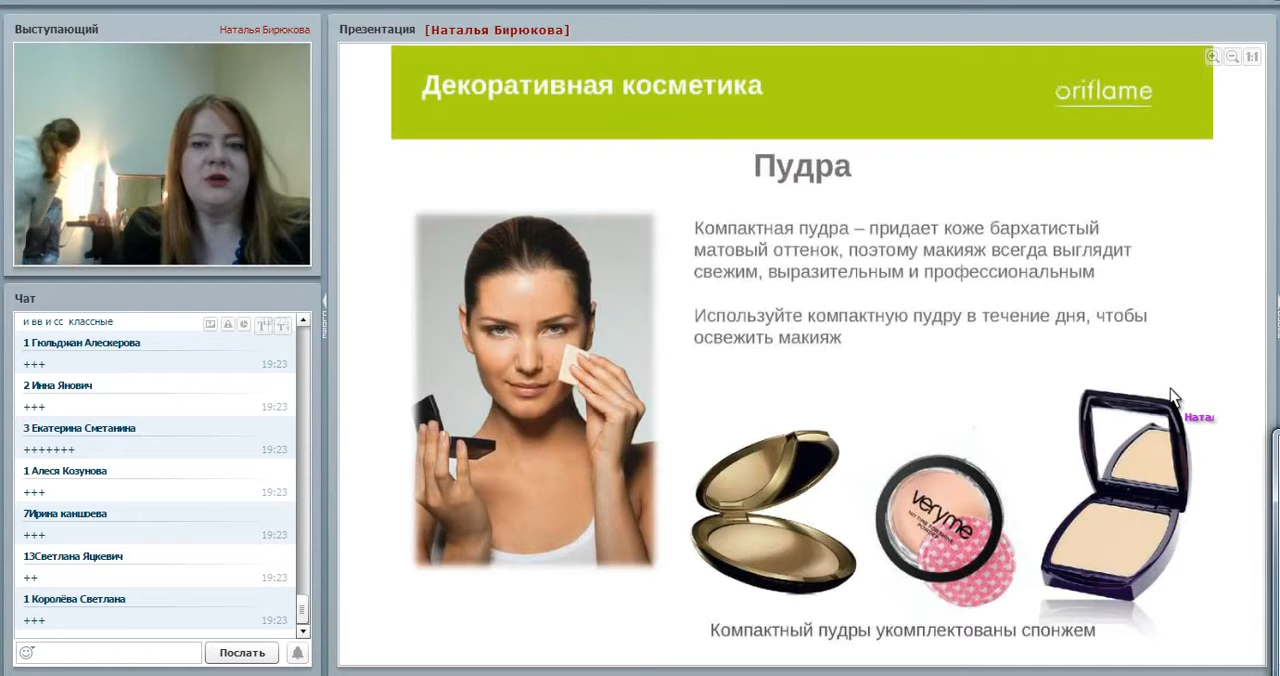 Выступающий
Наталья Бирюкова
Чат
и вв и сс классные
1 Гюльджан Алескерова
+++
19:23
2 Инна Янович
+++
19:23
3 Екатерина Сметанина
+++++++
19:23
1 Алеся Козунова
+++
19:23
7Ирина каншоева
+++
19:23
13Светлана Яцкевич
++
19:23
1 Королёва Светлана
+++
19:23
Послать
Презентация [Наталья Бирюкова]
1:1
Декоративная косметика
oriflame
Пудра
Компактная пудра – придает коже бархатистый
матовый оттенок, поэтому макияж всегда выглядит
свежим, выразительным и профессиональным
Используйте компактную пудру в течение дня, чтобы
освежить макияж
Ната
veryme
Компактный пудры укомплектованы спонжем